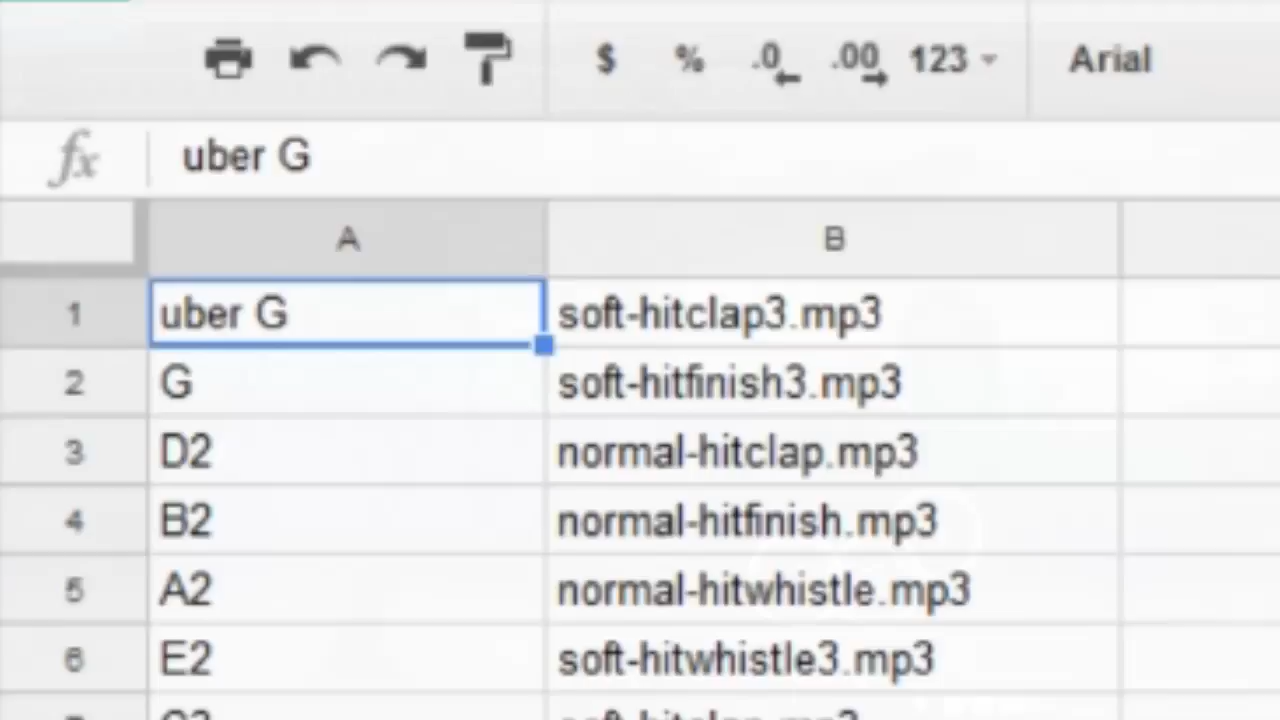 $ % .0 .00 123 Arial
fx uber G
A B
1 uber G soft-hitclap3.mp3
2 G soft-hitfinish3.mp3
3 D2 normal-hitclap.mp3
4 B2 normal-hitfinish.mp3
5 A2 normal-hitwhistle.mp3
6 E2 soft-hitwhistle3.mp3